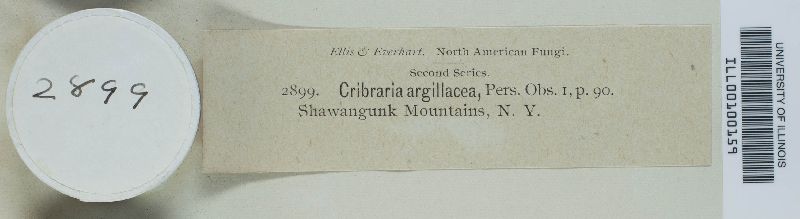 2899
Ellis & Everhart. North American Fungi.
Second Series.
2899. Cribraria argillacea, Pers. Obs. 1, p. 90.
Shawangunk Mountains, N. Y.
UNIVERSITY OF ILLINOIS
ILL00100159